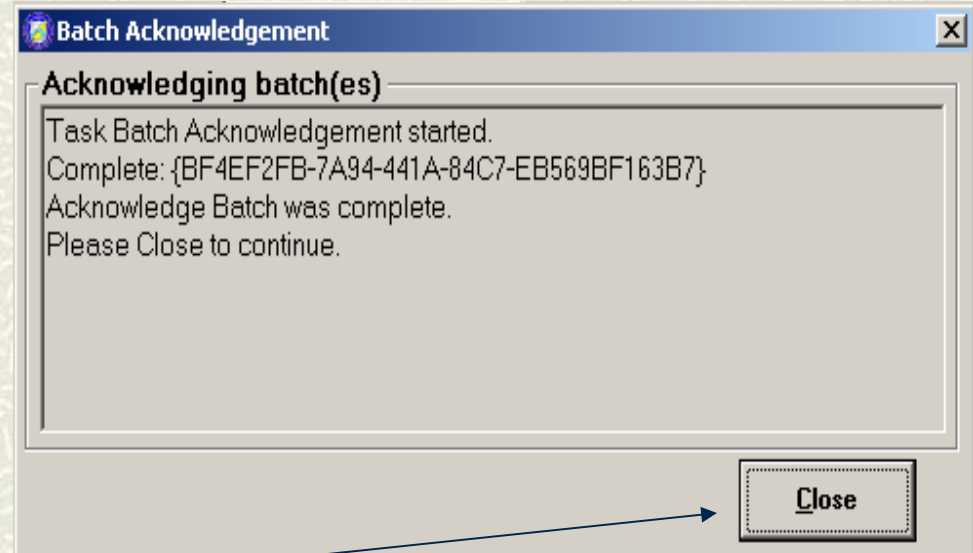 Batch Acknowledgement
Acknowledging batch(es)
Task Batch Acknowledgement started.
Complete: {BF4EF2FB-7A94-441A-84C7-EB569BF163B7}
Acknowledge Batch was complete.
Please Close to continue.
Close